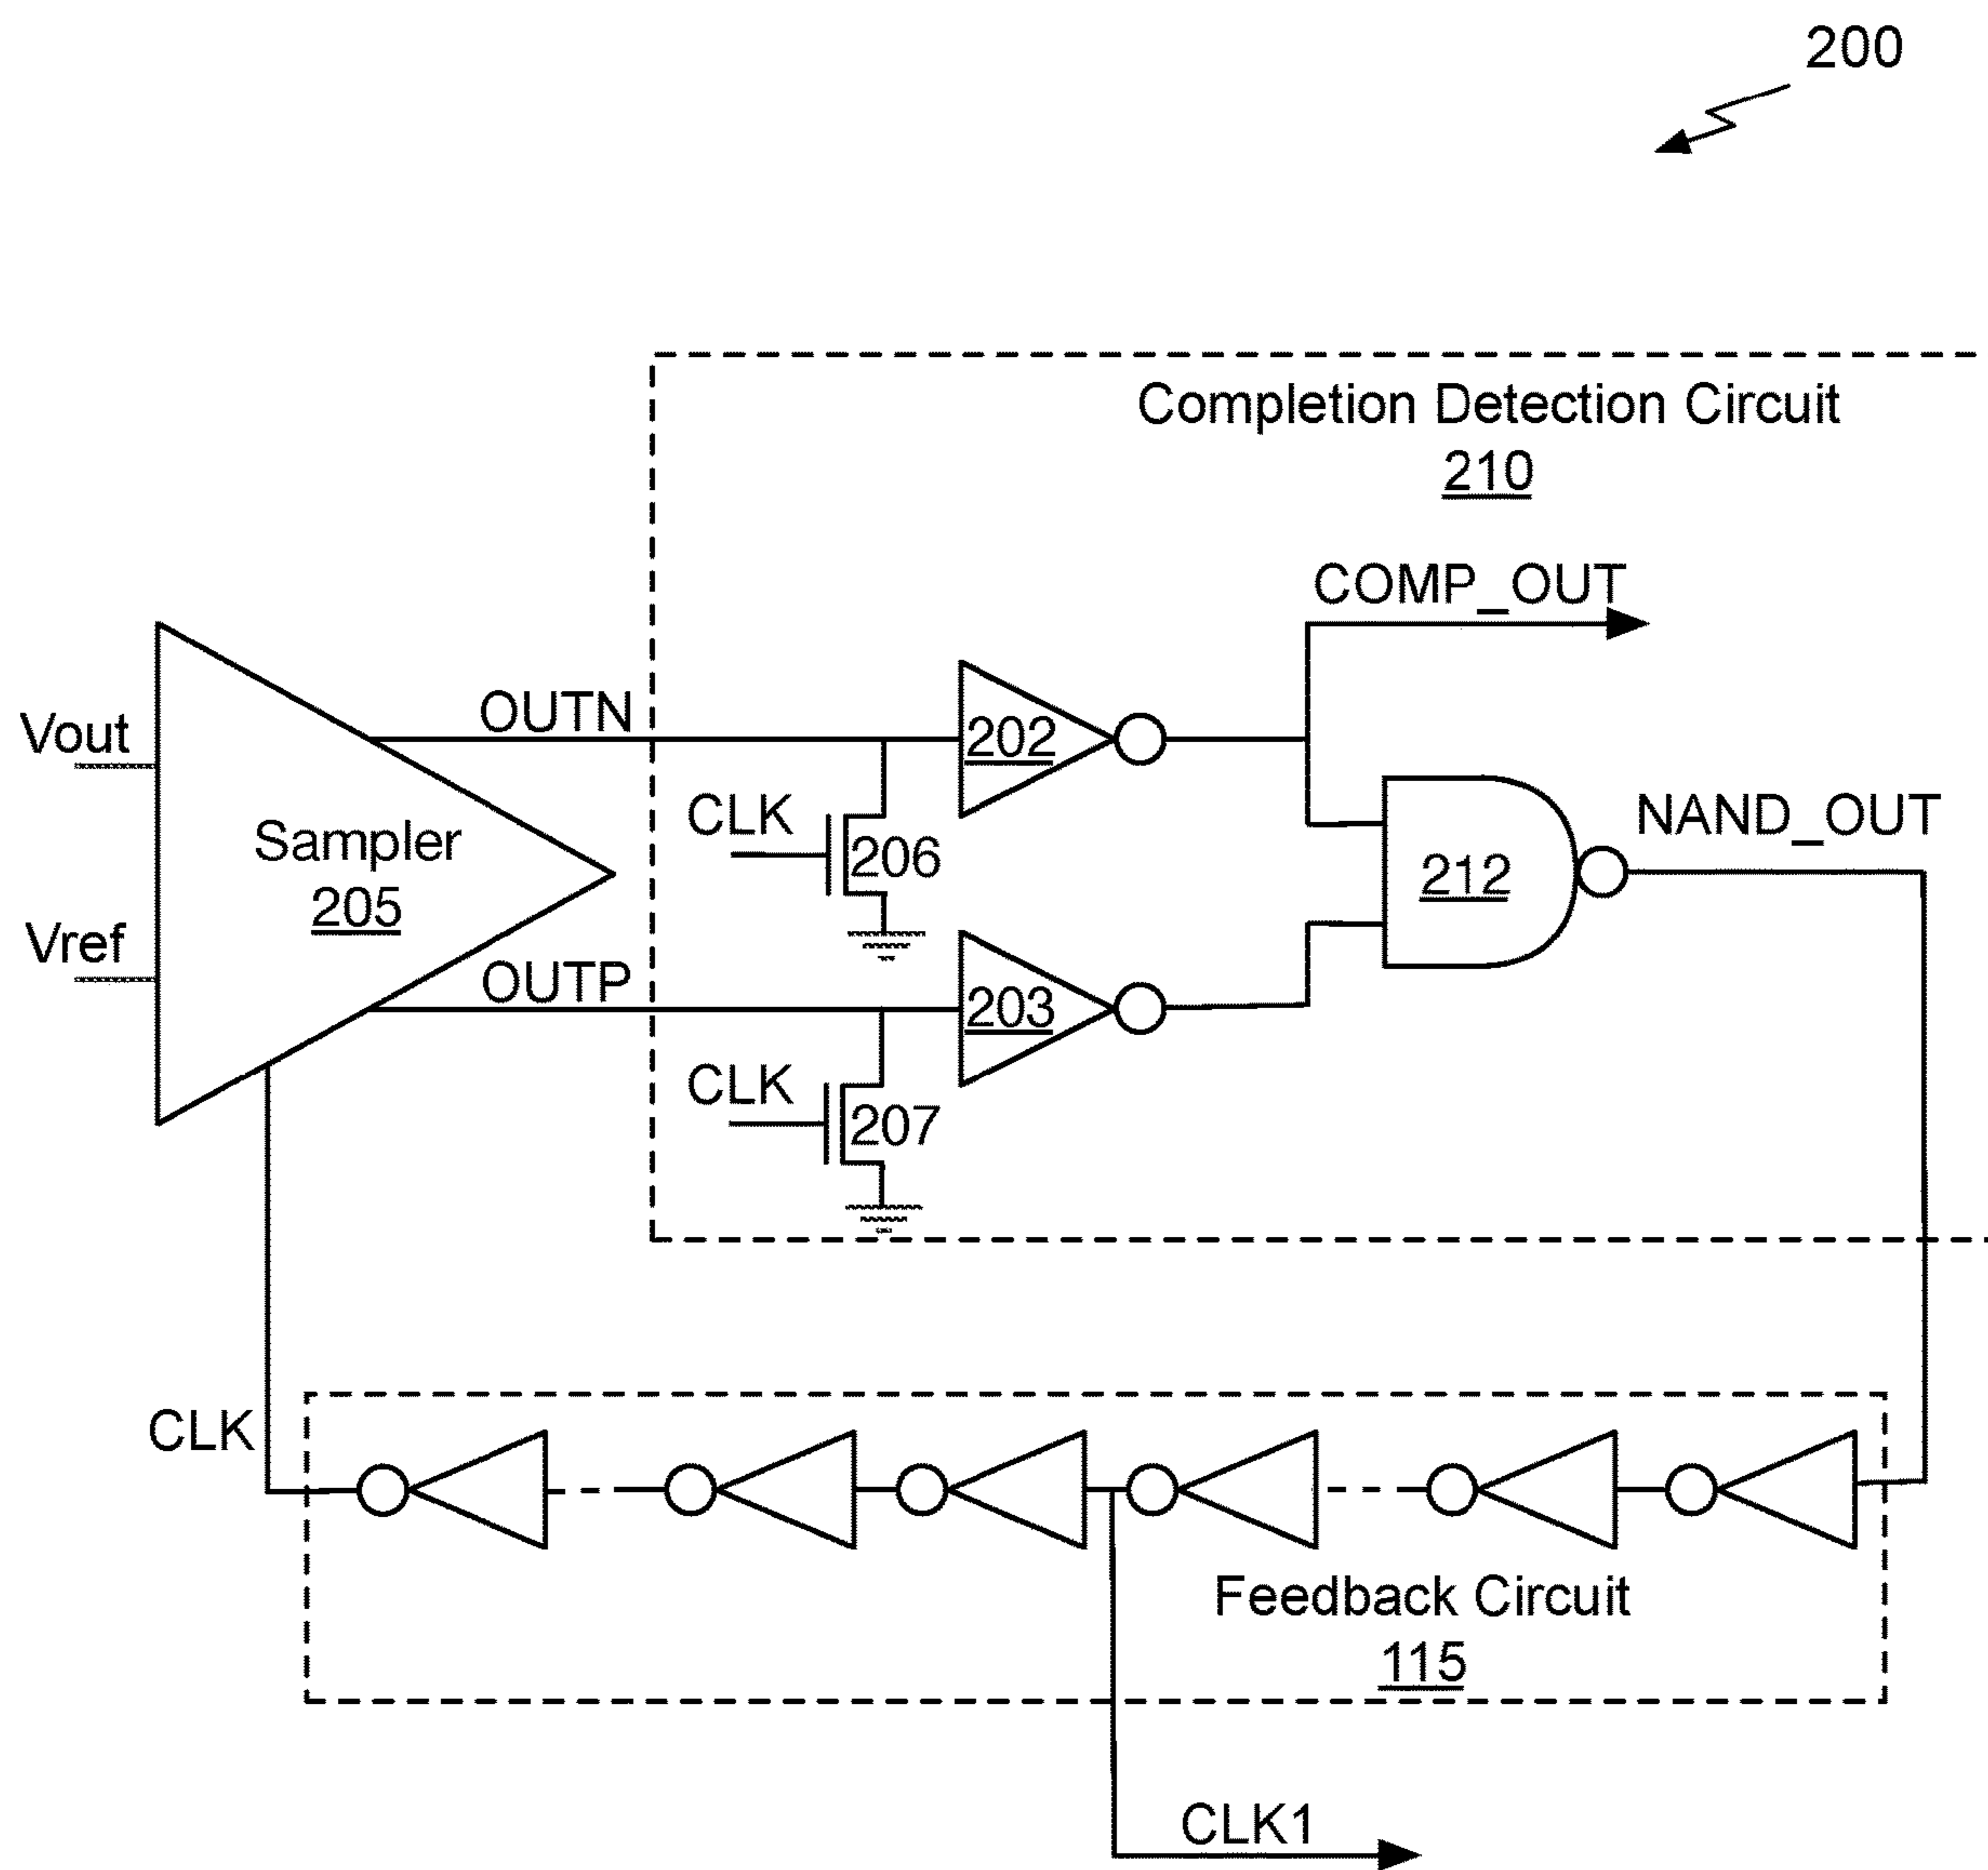 200
Completion Detection Circuit
210
COMP_OUT
OUTN
202
Vout
CLK
206
NAND_OUT
Sampler
205
212
Vref
OUTP
203
CLK
207
CLK
Feedback Circuit
115
CLK1